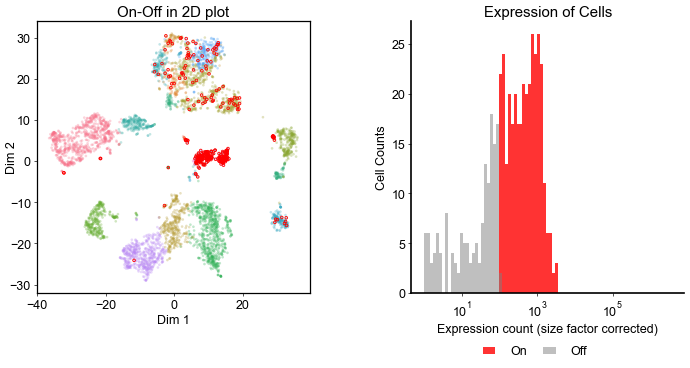 On-Off in 2D plot
30
20
10
0
−10
−20
−30
−40
−20
0
20
Dim 2
Dim 1
Expression of Cells
25
20
15
10
5
0
10^1
10^3
10^5
Cell Counts
Expression count (size factor corrected)
On
Off